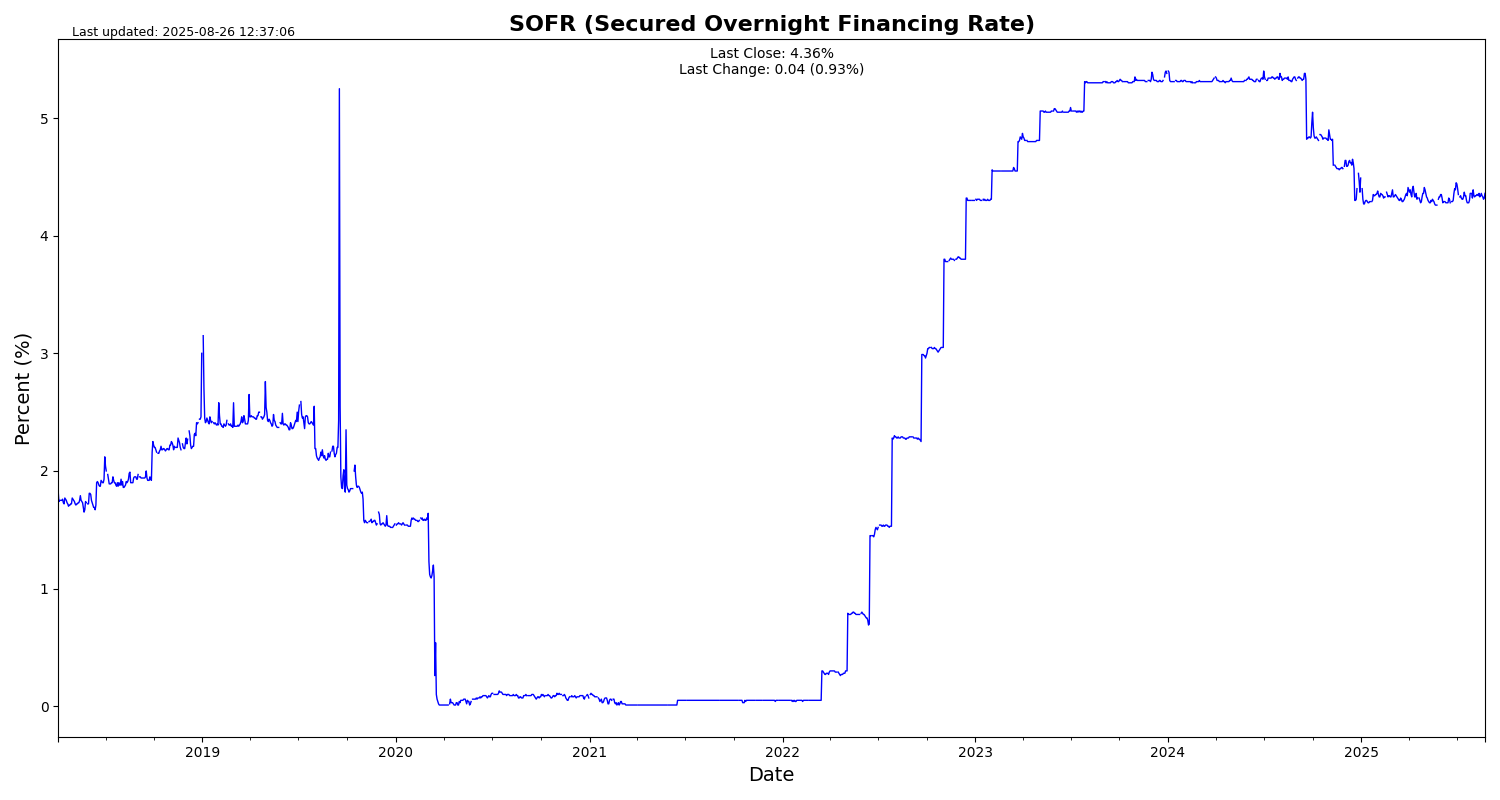 SOFR (Secured Overnight Financing Rate)
Last updated: 2025-08-26 12:37:06
Last Close: 4.36%
Last Change: 0.04 (0.93%)
Percent (%)
5
4
3
2
1
0
2019 2020 2021 2022 2023 2024 2025
Date